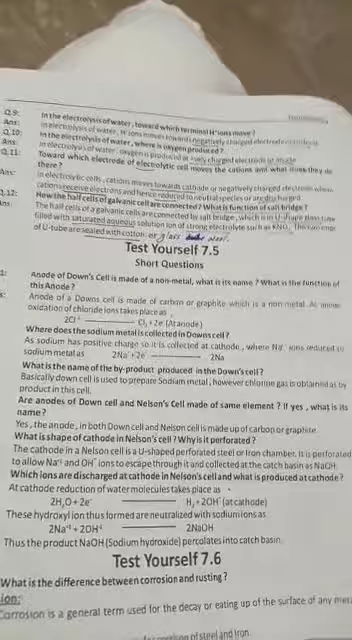 Q.9: In the electrolysis of water, toward which terminal H⁺ions move?
Ans: In electrolysis of water, H⁺ions moves toward negatively charged electrode
Q.10: In the electrolysis of water, where is oxygen produced?
Ans: In electrolysis of water, oxygen is produced at charged electrode or anode
Q.11: Toward which electrode of electrolytic cell moves the cations and what does they do
there?
Ans: In electrolytic cells, cations moves towards cathode or negatively charged electrode where
cations receive electrons and hence reduced to neutral species or are discharged
Q.12: How the half cells of galvanic cell are connected? What is function of salt bridge?
Ans: The half cells of a galvanic cells are connected by salt bridge, which is in U-shape glass tube
filled with saturated aqueous solution ion of strong electrolyte such as KNO₃. The two ends
of U-tube are sealed with cotton or glass wool.
Test Yourself 7.5
Short Questions
1: Anode of Down's Cell is made of a non-metal, what is its name? What is the function of
this Anode?
s: Anode of a Downs cell is made of carbon or graphite which is a non-metal. At anode
oxidation of chloride ions takes place as,
2Cl⁻¹ Cl₂+2e⁻(At anode)
Where does the sodium metal is collected in Downs cell?
As sodium has positive charge so it is collected at cathode, where Na⁺ ions reduced to
sodium metal as 2Na⁺+2e⁻ 2Na
What is the name of the by-product produced in the Down's cell?
Basically down cell is used to prepare Sodium metal, however chlorine gas is obtained as by
product in this cell.
Are anodes of Down cell and Nelson's Cell made of same element? If yes, what is its
name?
Yes, the anode, in both Down cell and Nelson cell is made up of carbon or graphite.
What is shape of cathode in Nelson's cell? Why is it perforated?
The cathode in a Nelson cell is a U-shaped perforated steel or Iron chamber. It is perforated
to allow Na⁺¹ and OH⁻ ions to escape through it and collected at the catch basin as NaOH.
Which ions are discharged at cathode in Nelson's cell and what is produced at cathode?
At cathode reduction of water molecules takes place as
2H₂O+2e⁻ H₂+2OH⁻(at cathode)
These hydroxyl ion thus formed are neutralized with sodium ions as
2Na⁺¹+2OH⁻¹ 2NaOH
Thus the product NaOH (Sodium hydroxide) percolates into catch basin.
Test Yourself 7.6
What is the difference between corrosion and rusting?
ion:
Corrosion is a general term used for the decay or eating up of the surface of any meta
of steel and Iron